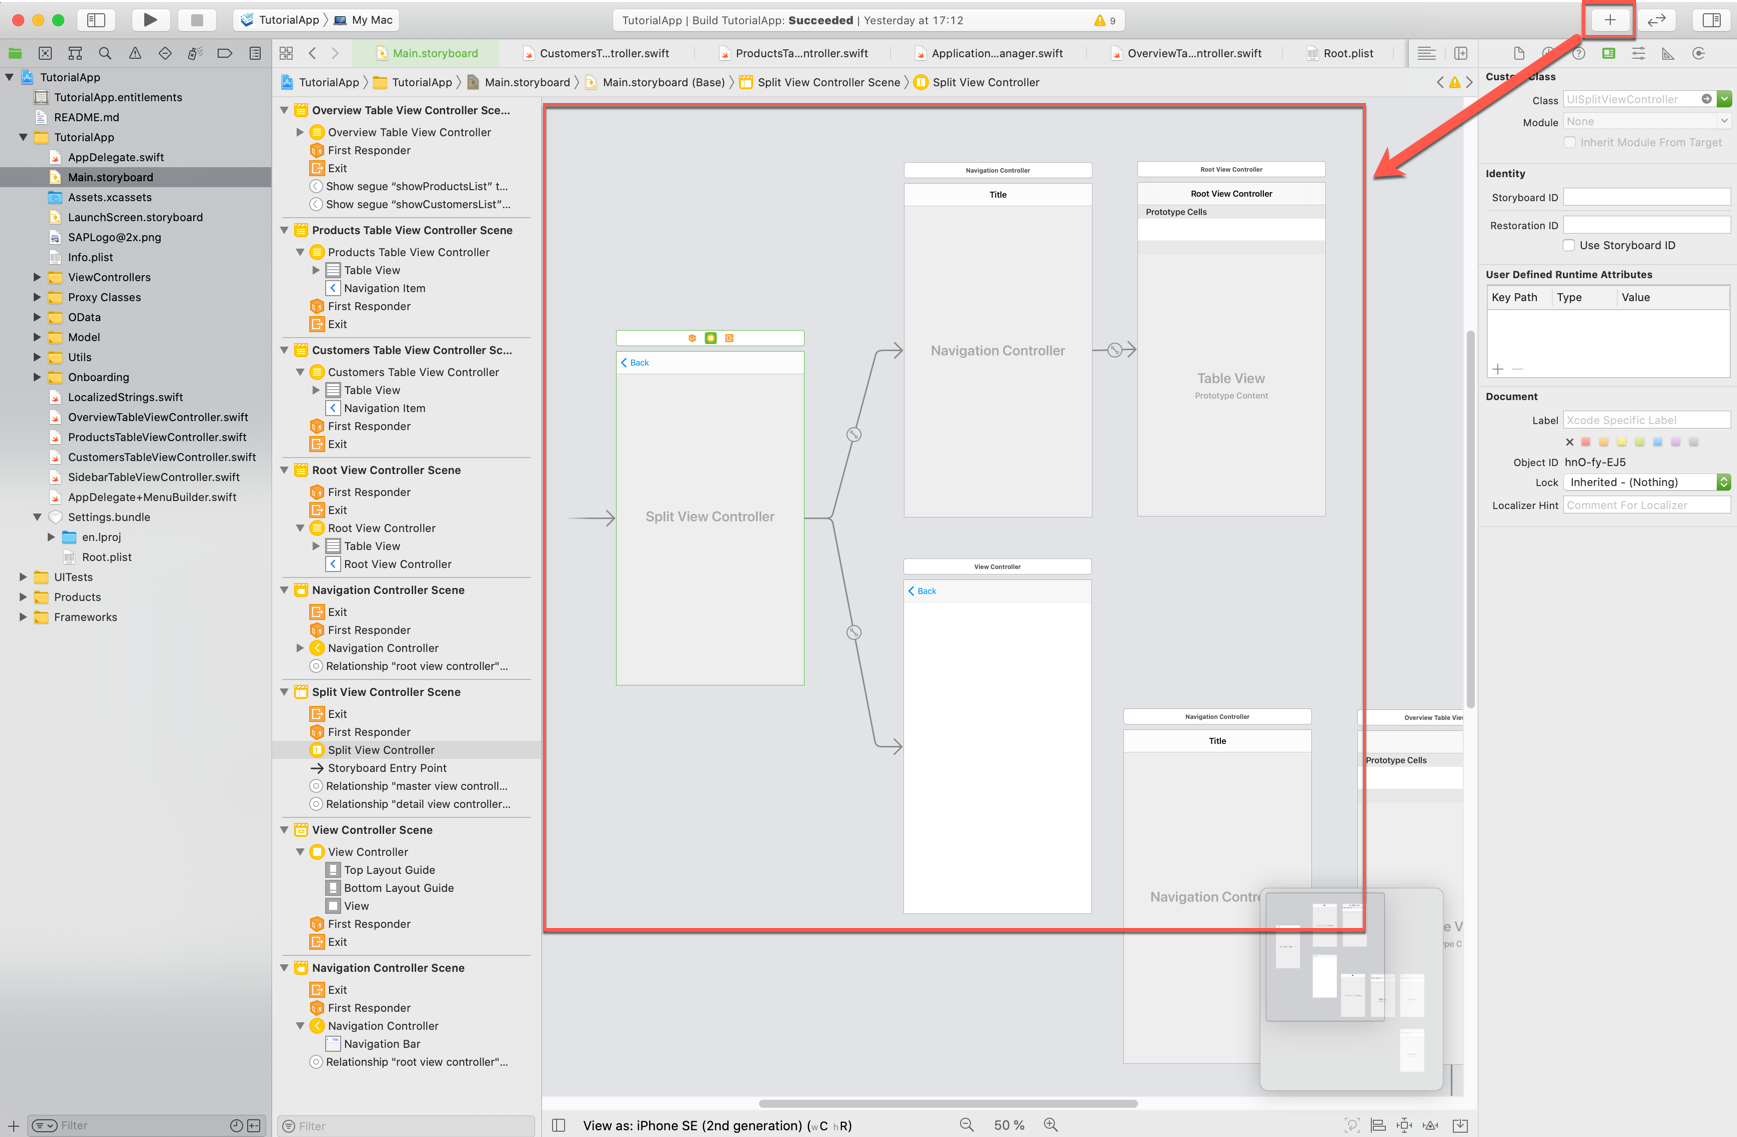 TutorialApp My Mac
TutorialApp | Build TutorialApp: Succeeded | Yesterday at 17:12 9
Main.storyboard CustomersT...troller.swift ProductsTa...ntroller.swift Application...anager.swift OverviewTa...ntroller.swift Root.plist
TutorialApp TutorialApp Main.storyboard Main.storyboard (Base) Split View Controller Scene Split View Controller
TutorialApp
TutorialApp.entitlements
README.md
TutorialApp
AppDelegate.swift
Main.storyboard
Assets.xcassets
LaunchScreen.storyboard
SAPLogo@2x.png
Info.plist
ViewControllers
Proxy Classes
OData
Model
Utils
Onboarding
LocalizedStrings.swift
OverviewTableViewController.swift
ProductsTableViewController.swift
CustomersTableViewController.swift
SidebarTableViewController.swift
AppDelegate+MenuBuilder.swift
Settings.bundle
en.lproj
Root.plist
UITests
Products
Frameworks
Filter
Overview Table View Controller Sce...
Overview Table View Controller
First Responder
Exit
Show segue “showProductsList” t...
Show segue “showCustomersList”...
Products Table View Controller Scene
Products Table View Controller
Table View
Navigation Item
First Responder
Exit
Customers Table View Controller Sc...
Customers Table View Controller
Table View
Navigation Item
First Responder
Exit
Root View Controller Scene
First Responder
Exit
Root View Controller
Table View
Root View Controller
Navigation Controller Scene
Exit
First Responder
Navigation Controller
Relationship "root view controller"...
Split View Controller Scene
Exit
First Responder
Split View Controller
Storyboard Entry Point
Relationship "master view controll...
Relationship "detail view controller...
View Controller Scene
View Controller
Top Layout Guide
Bottom Layout Guide
View
First Responder
Exit
Navigation Controller Scene
Exit
First Responder
Navigation Controller
Navigation Bar
Relationship "root view controller"...
Filter
Back
Split View Controller
Navigation Controller
Title
Navigation Controller
Root View Controller
Root View Controller
Prototype Cells
Table View
Prototype Content
View Controller
Back
Navigation Controller
Title
Navigation Contro
Overview Table View
Prototype Cells
View as: iPhone SE (2nd generation) (wC hR)
50 %
Class UISplitViewController
Module None
Inherit Module From Target
Identity
Storyboard ID
Restoration ID
Use Storyboard ID
User Defined Runtime Attributes
Key Path Type Value
Document
Label Xcode Specific Label
Object ID hnO-fy-EJ5
Lock Inherited - (Nothing)
Localizer Hint Comment For Localizer